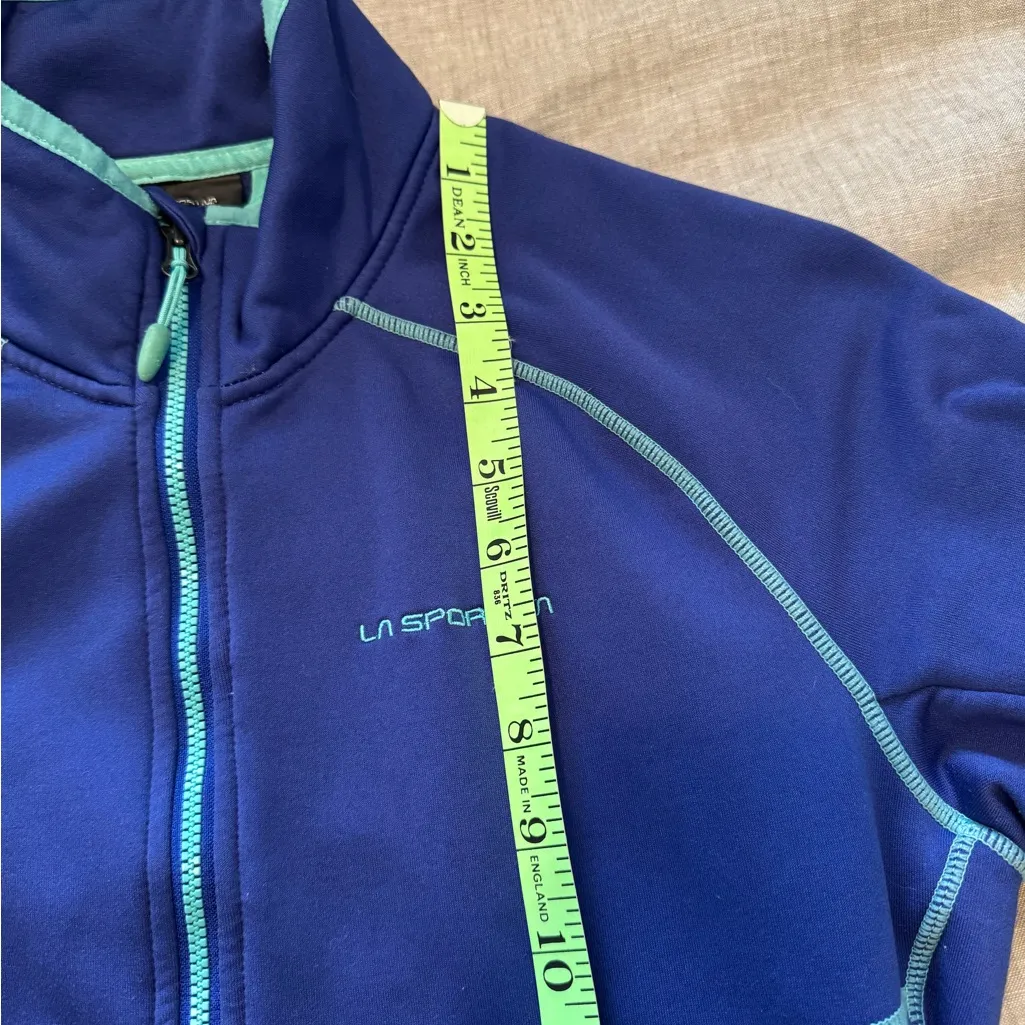 1
DEAN
2
INCH
3
4
5
Scovill
6
DRITZ
836
7
LA SPOR
8
MADE IN
9
ENGLAND
10